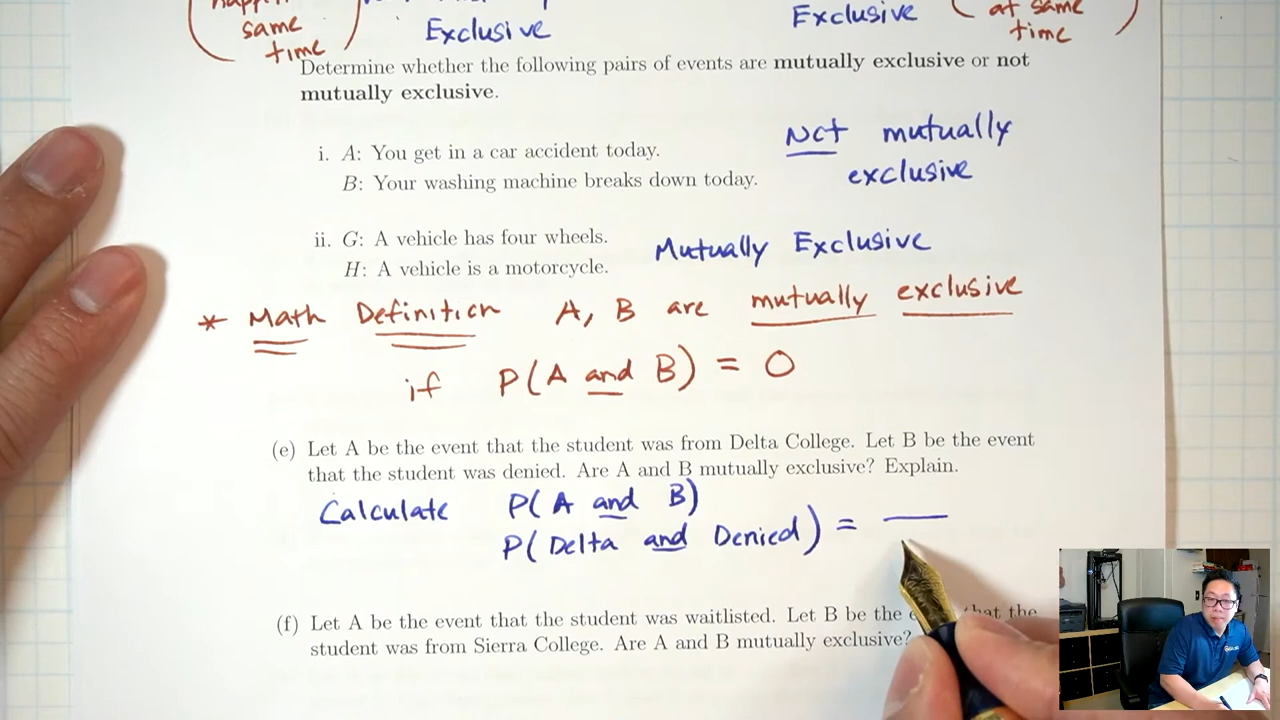 same
time
Exclusive
Exclusive
at same
time
Determine whether the following pairs of events are mutually exclusive or not
mutually exclusive.
i. A: You get in a car accident today.
B: Your washing machine breaks down today.
Not mutually
exclusive
ii. G: A vehicle has four wheels.
H: A vehicle is a motorcycle.
Mutually Exclusive
* Math Definition A, B are mutually exclusive
if P(A and B) = 0
(e) Let A be the event that the student was from Delta College. Let B be the event
that the student was denied. Are A and B mutually exclusive? Explain.
Calculate P(A and B)
P(Delta and Denied) =
(f) Let A be the event that the student was waitlisted. Let B be the that the
student was from Sierra College. Are A and B mutually exclusive?